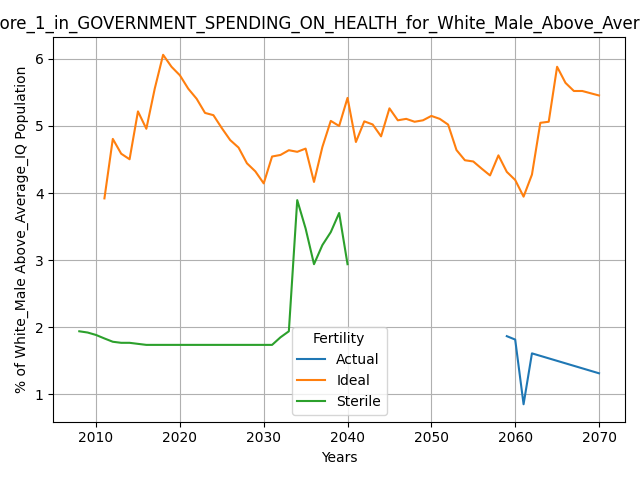 ore_1_in_GOVERNMENT_SPENDING_ON_HEALTH_for_White_Male_Above_Aver
% of White_Male Above_Average_IQ Population
6
5
4
3
2
1
Fertility
Actual
Ideal
Sterile
2010 2020 2030 2040 2050 2060 2070
Years